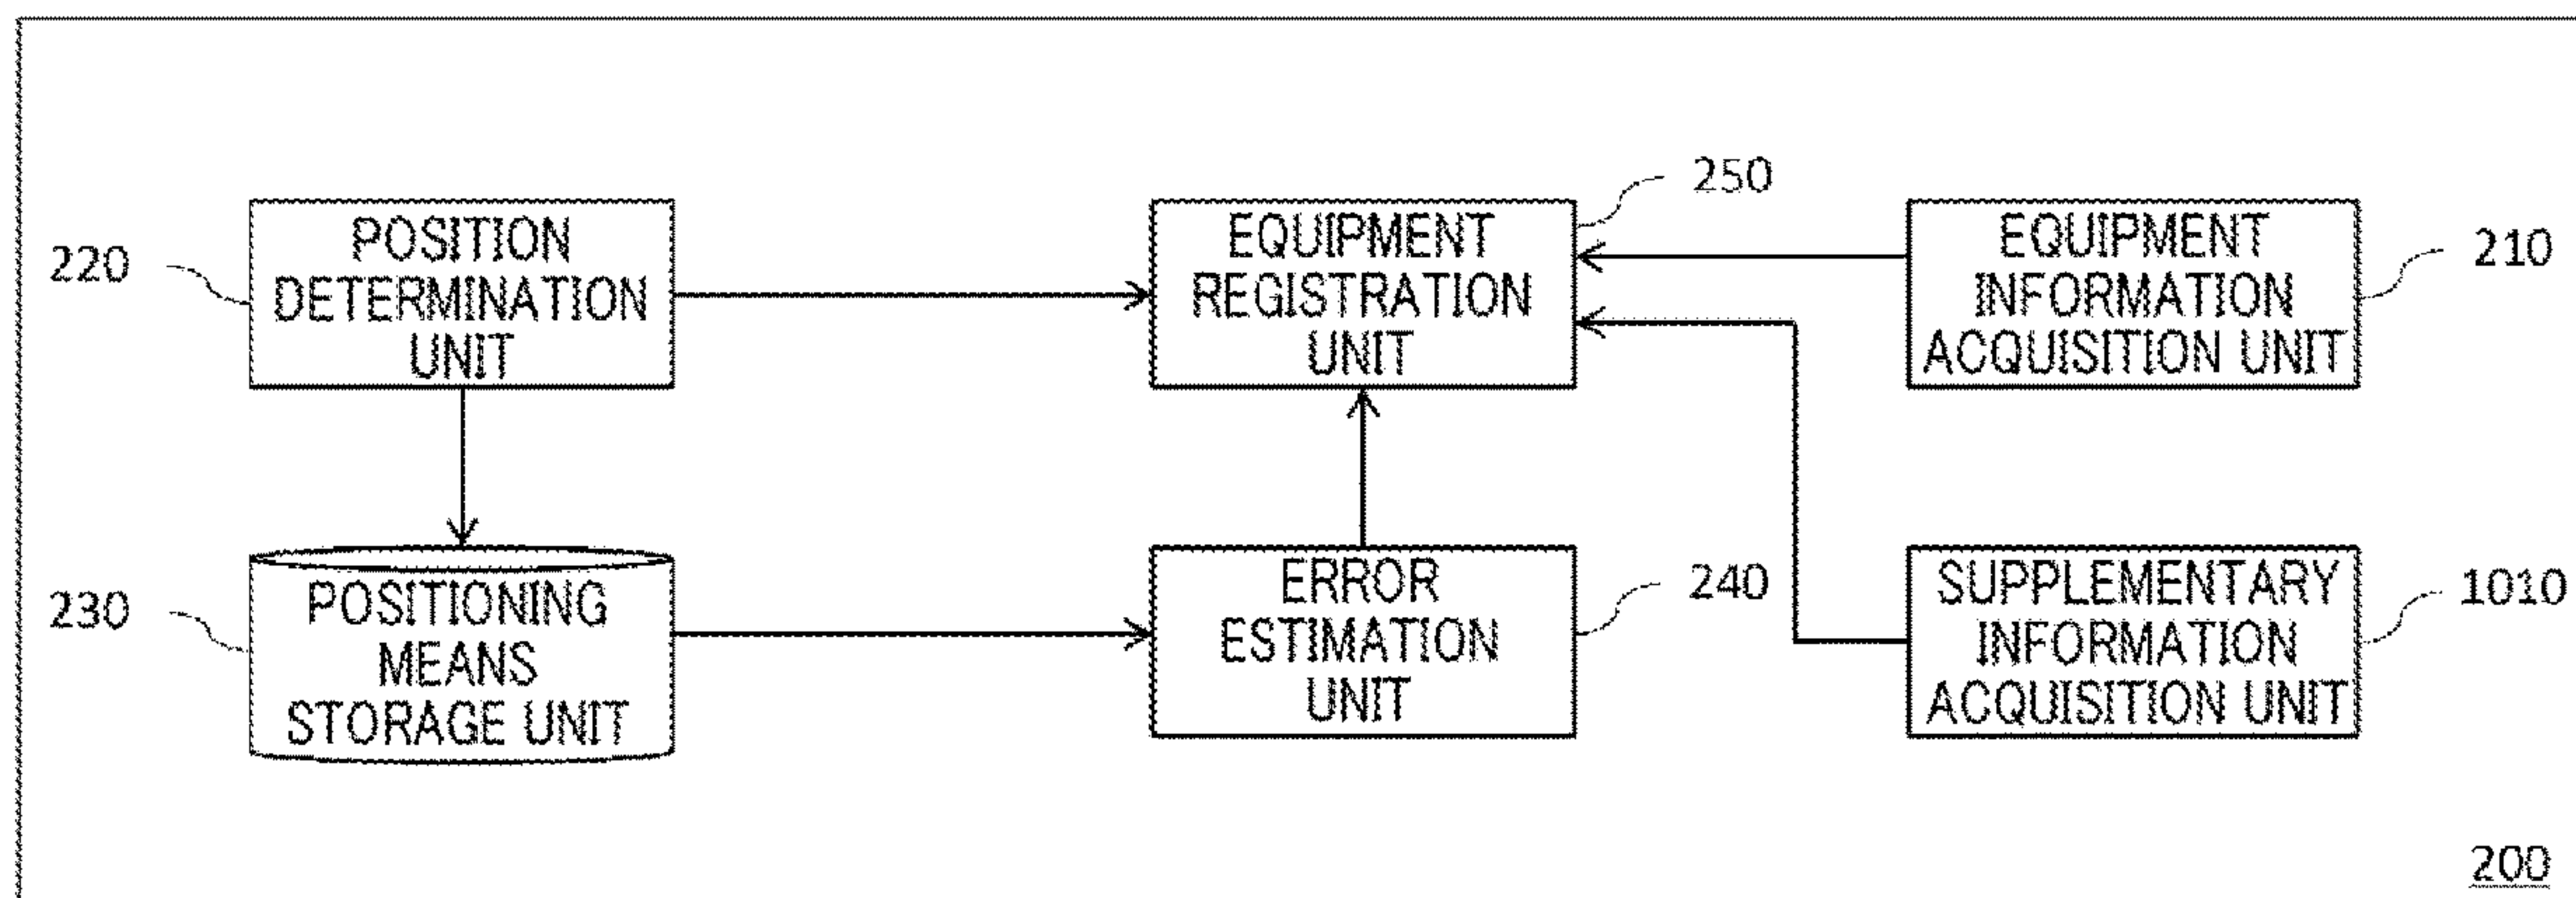 220
POSITION
DETERMINATION
UNIT
250
EQUIPMENT
REGISTRATION
UNIT
EQUIPMENT
INFORMATION
ACQUISITION UNIT
210
230
POSITIONING
MEANS
STORAGE UNIT
ERROR
ESTIMATION
UNIT
240
SUPPLEMENTARY
INFORMATION
ACQUISITION UNIT
1010
200